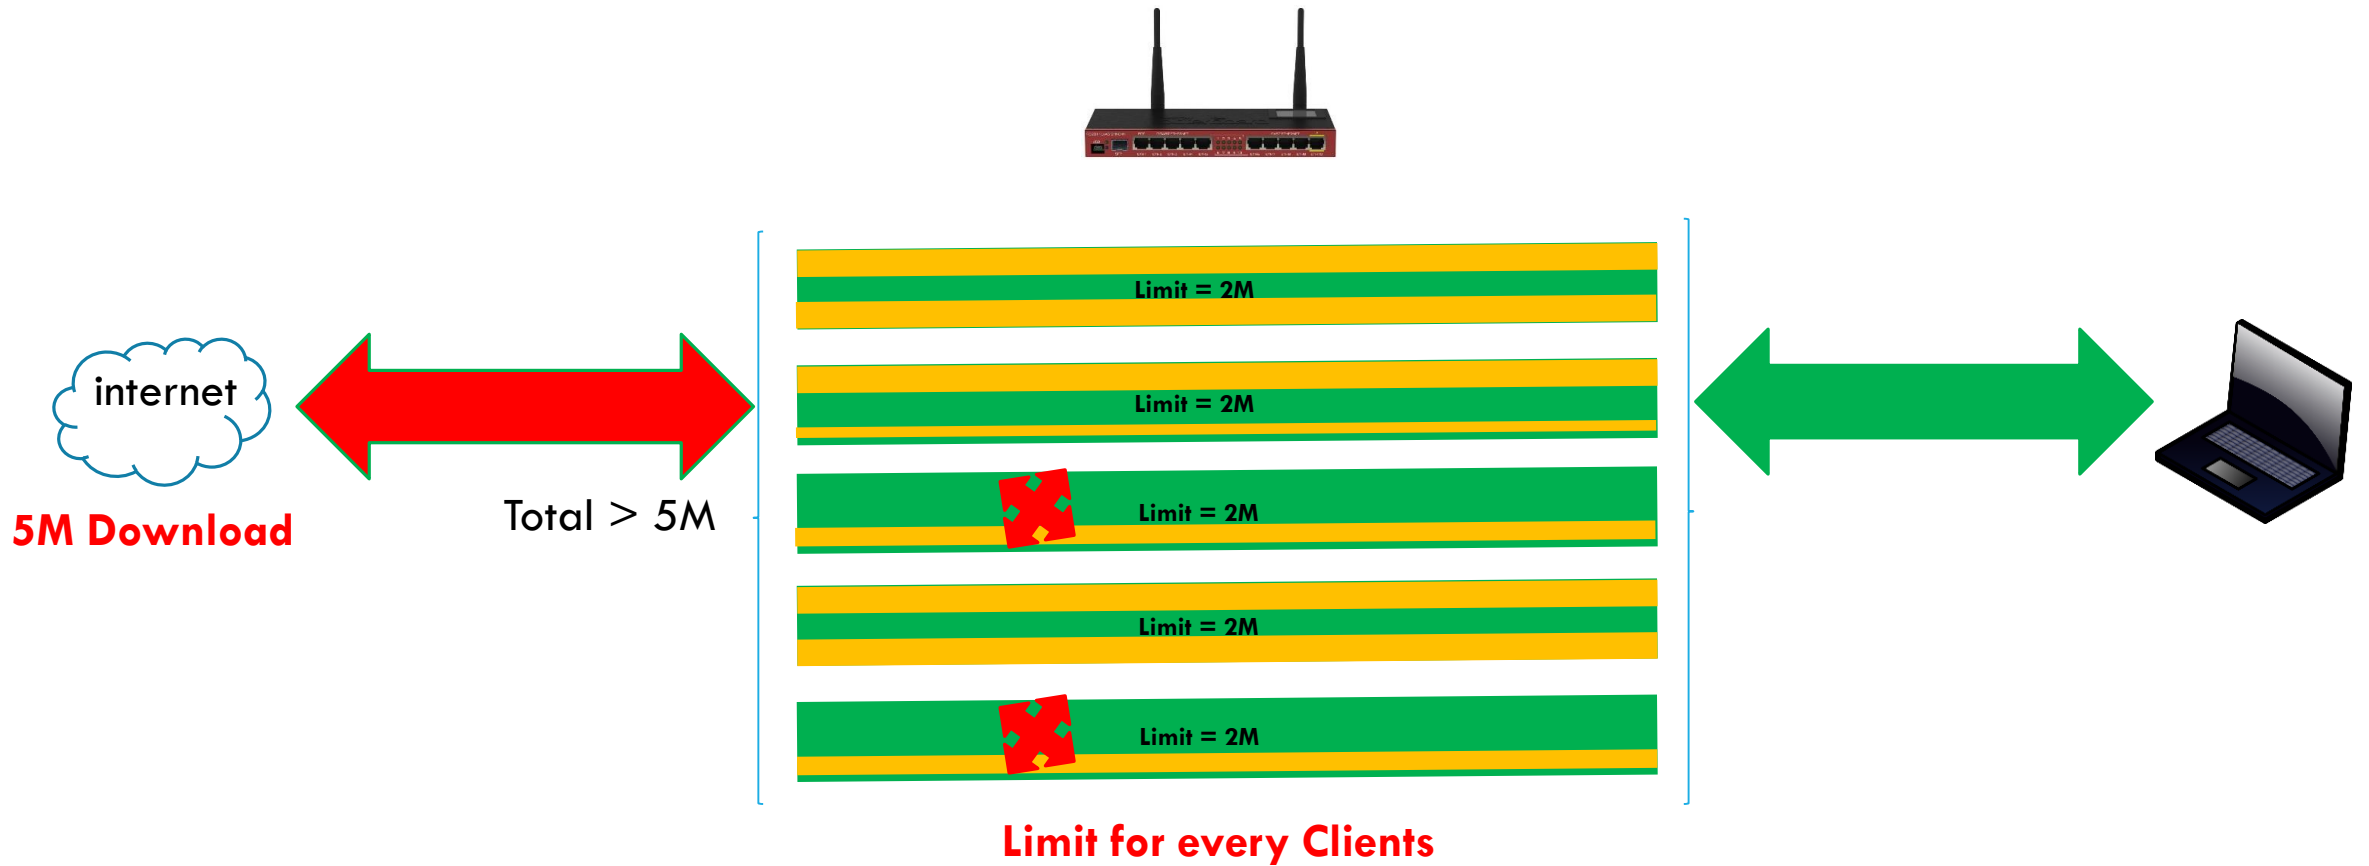 internet
5M Download
Total > 5M
Limit = 2M
Limit = 2M
Limit = 2M
Limit = 2M
Limit = 2M
Limit for every Clients